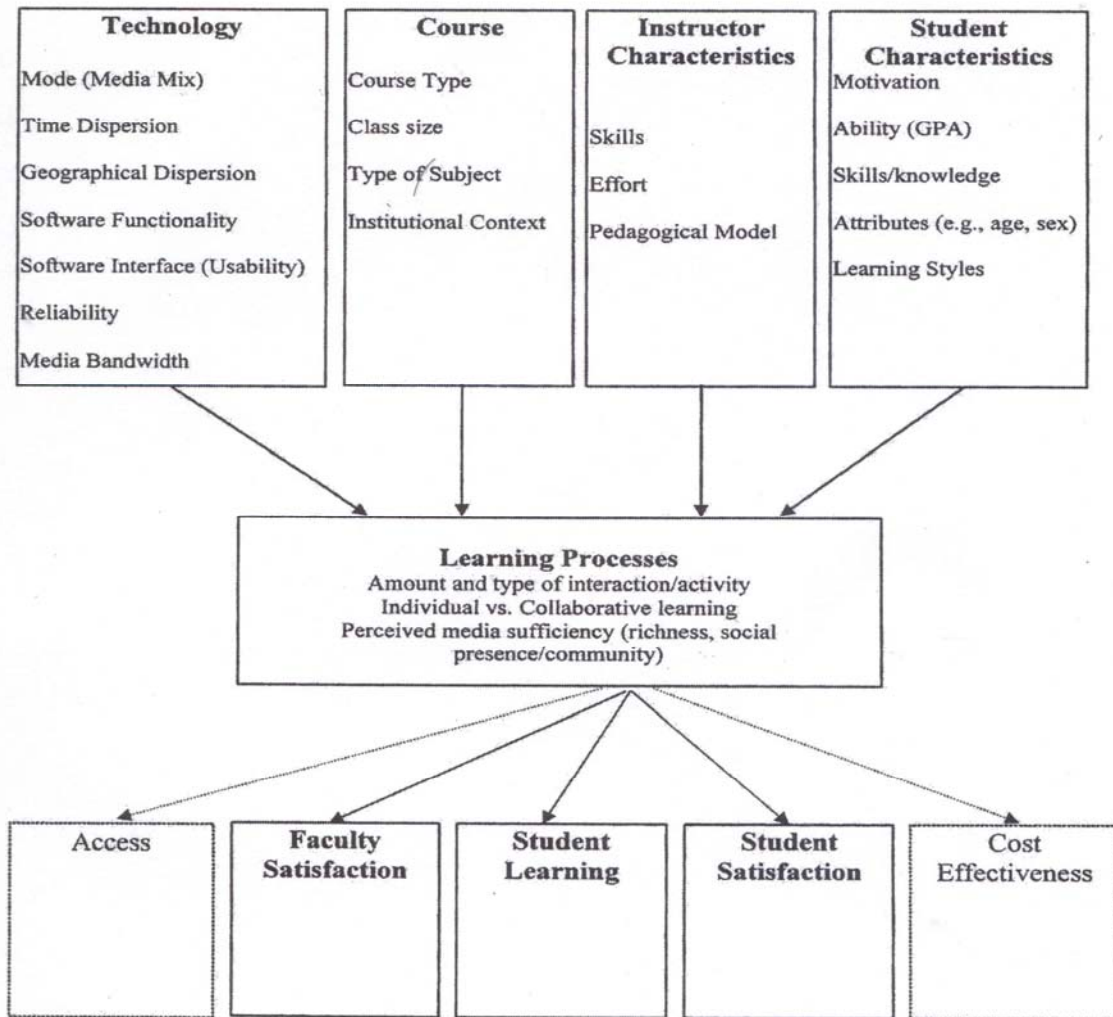 Technology
Mode (Media Mix)
Time Dispersion
Geographical Dispersion
Software Functionality
Software Interface (Usability)
Reliability
Media Bandwidth
Course
Course Type
Class size
Type of Subject
Institutional Context
Instructor
Characteristics
Skills
Effort
Pedagogical Model
Student
Characteristics
Motivation
Ability (GPA)
Skills/knowledge
Attributes (e.g., age, sex)
Learning Styles
Learning Processes
Amount and type of interaction/activity
Individual vs. Collaborative learning
Perceived media sufficiency (richness, social
presence/community)
Access
Faculty
Satisfaction
Student
Learning
Student
Satisfaction
Cost
Effectiveness